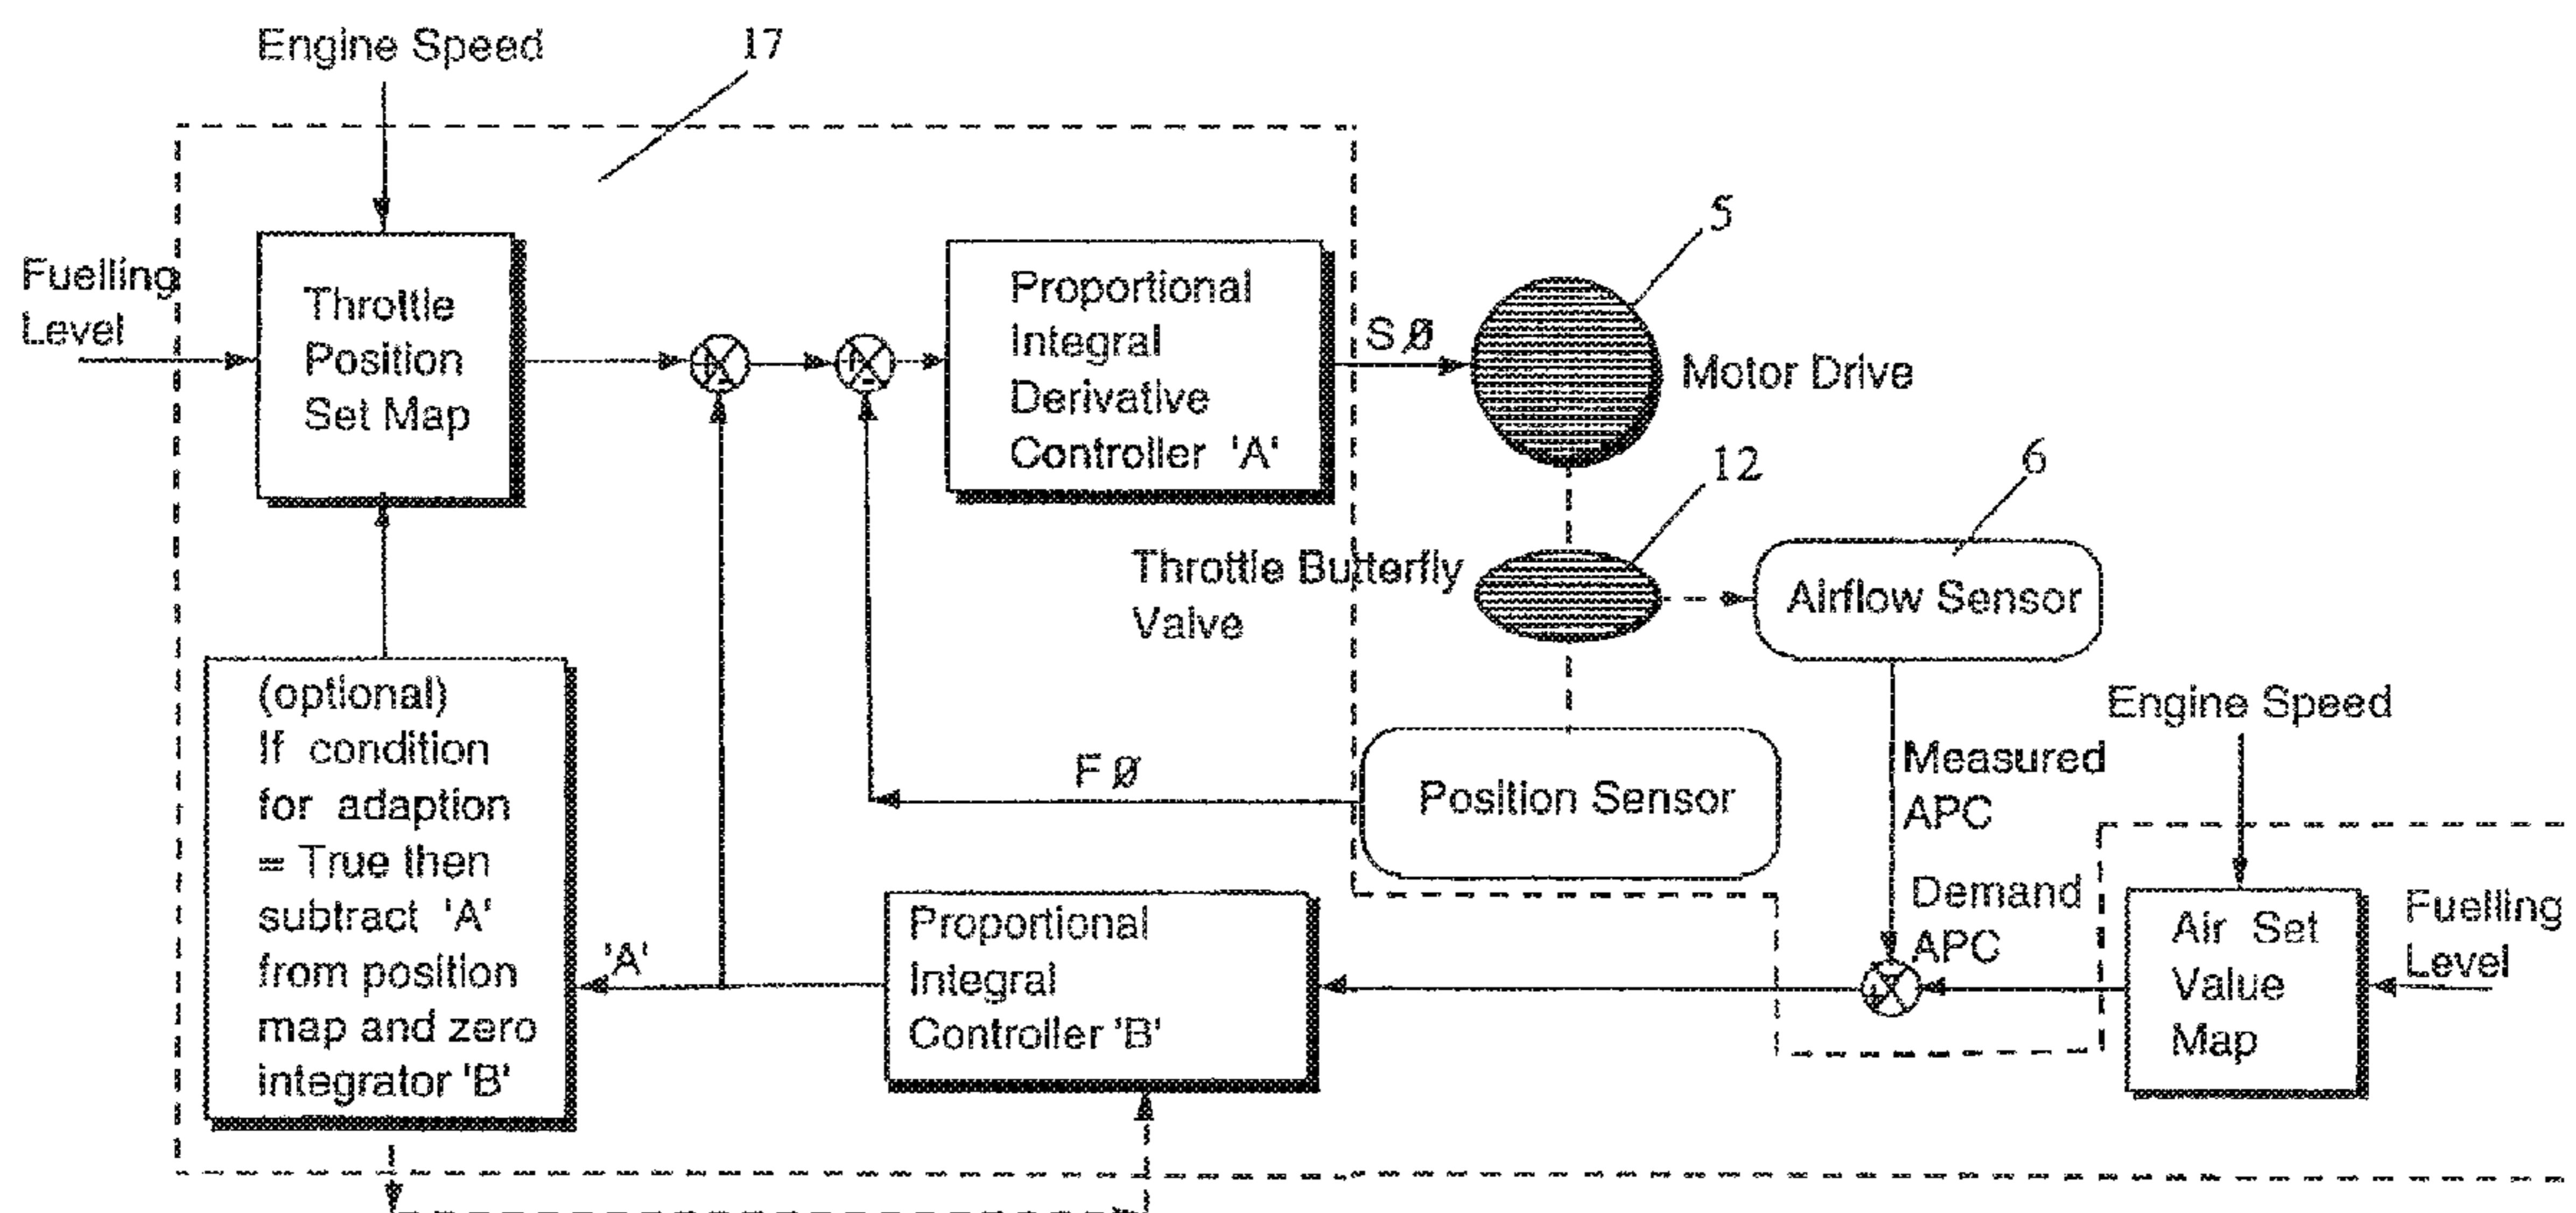 Engine Speed
17
Fuelling
Level
Throttle
Position
Set Map
Proportional
Integral
Derivative
Controller 'A'
SØ
5
Motor Drive
12
6
Throttle Butterfly
Valve
Airflow Sensor
(optional)
If condition
for adaption
= True then
subtract 'A'
from position
map and zero
integrator 'B'
FØ
Position Sensor
Measured
APC
Engine Speed
Demand
APC
'A'
Proportional
Integral
Controller 'B'
Air Set
Value
Map
Fuelling
Level